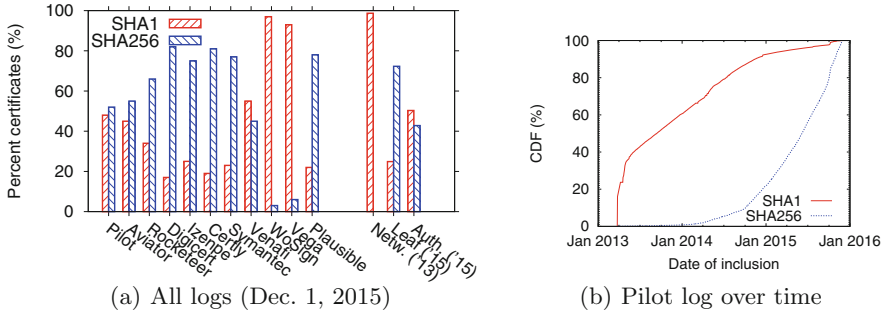 Percent certificates (%)
100
80
60
40
20
0
SHA1
SHA256
Pilot
Aviator
Rocketeer
Digicert
Izenpe
Certly
Symantec
Venafi
WoSign
Vega
Plausible
Netw. ('13)
Leaf ('15)
Auth. ('15)
(a) All logs (Dec. 1, 2015)
CDF (%)
100
80
60
40
20
0
SHA1
SHA256
Jan 2013 Jan 2014 Jan 2015 Jan 2016
Date of inclusion
(b) Pilot log over time